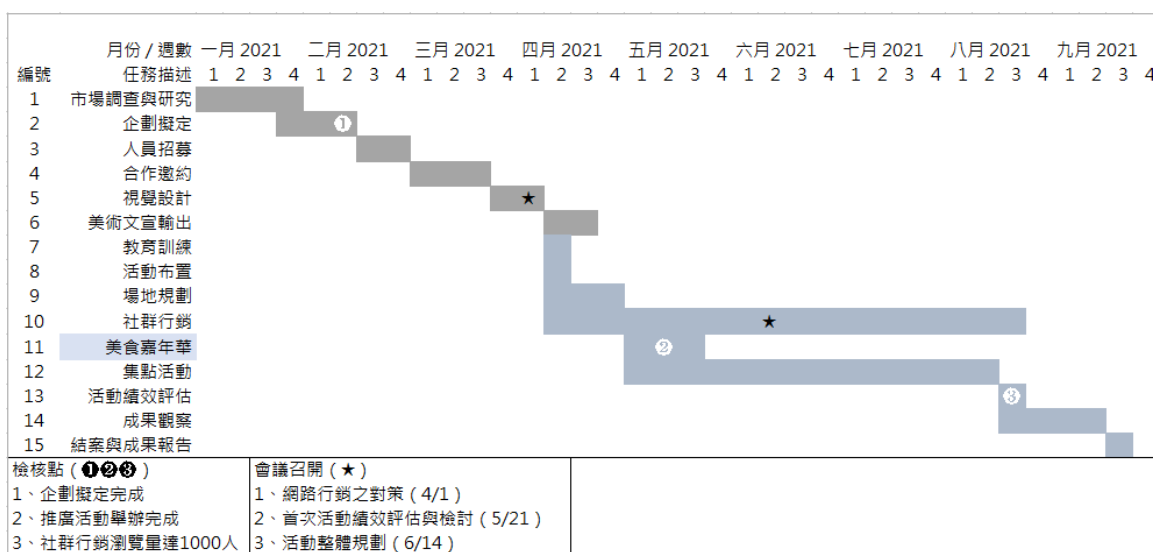 月份 / 週數 一月 2021 二月 2021 三月 2021 四月 2021 五月 2021 六月 2021 七月 2021 八月 2021 九月 2021
編號 任務描述 1 2 3 4 1 2 3 4 1 2 3 4 1 2 3 4 1 2 3 4 1 2 3 4 1 2 3 4 1 2 3 4 1 2 3 4
1 市場調查與研究
2 企劃擬定 ❶
3 人員招募
4 合作邀約
5 視覺設計 ★
6 美術文宣輸出
7 教育訓練
8 活動布置
9 場地規劃
10 社群行銷 ★
11 美食嘉年華 ❷
12 集點活動
13 活動績效評估 ❸
14 成果觀察
15 結案與成果報告
檢核點(❶❷❸)
1、企劃擬定完成
2、推廣活動舉辦完成
3、社群行銷瀏覽量達1000人
會議召開(★)
1、網路行銷之對策(4/1)
2、首次活動績效評估與檢討(5/21)
3、活動整體規劃(6/14)